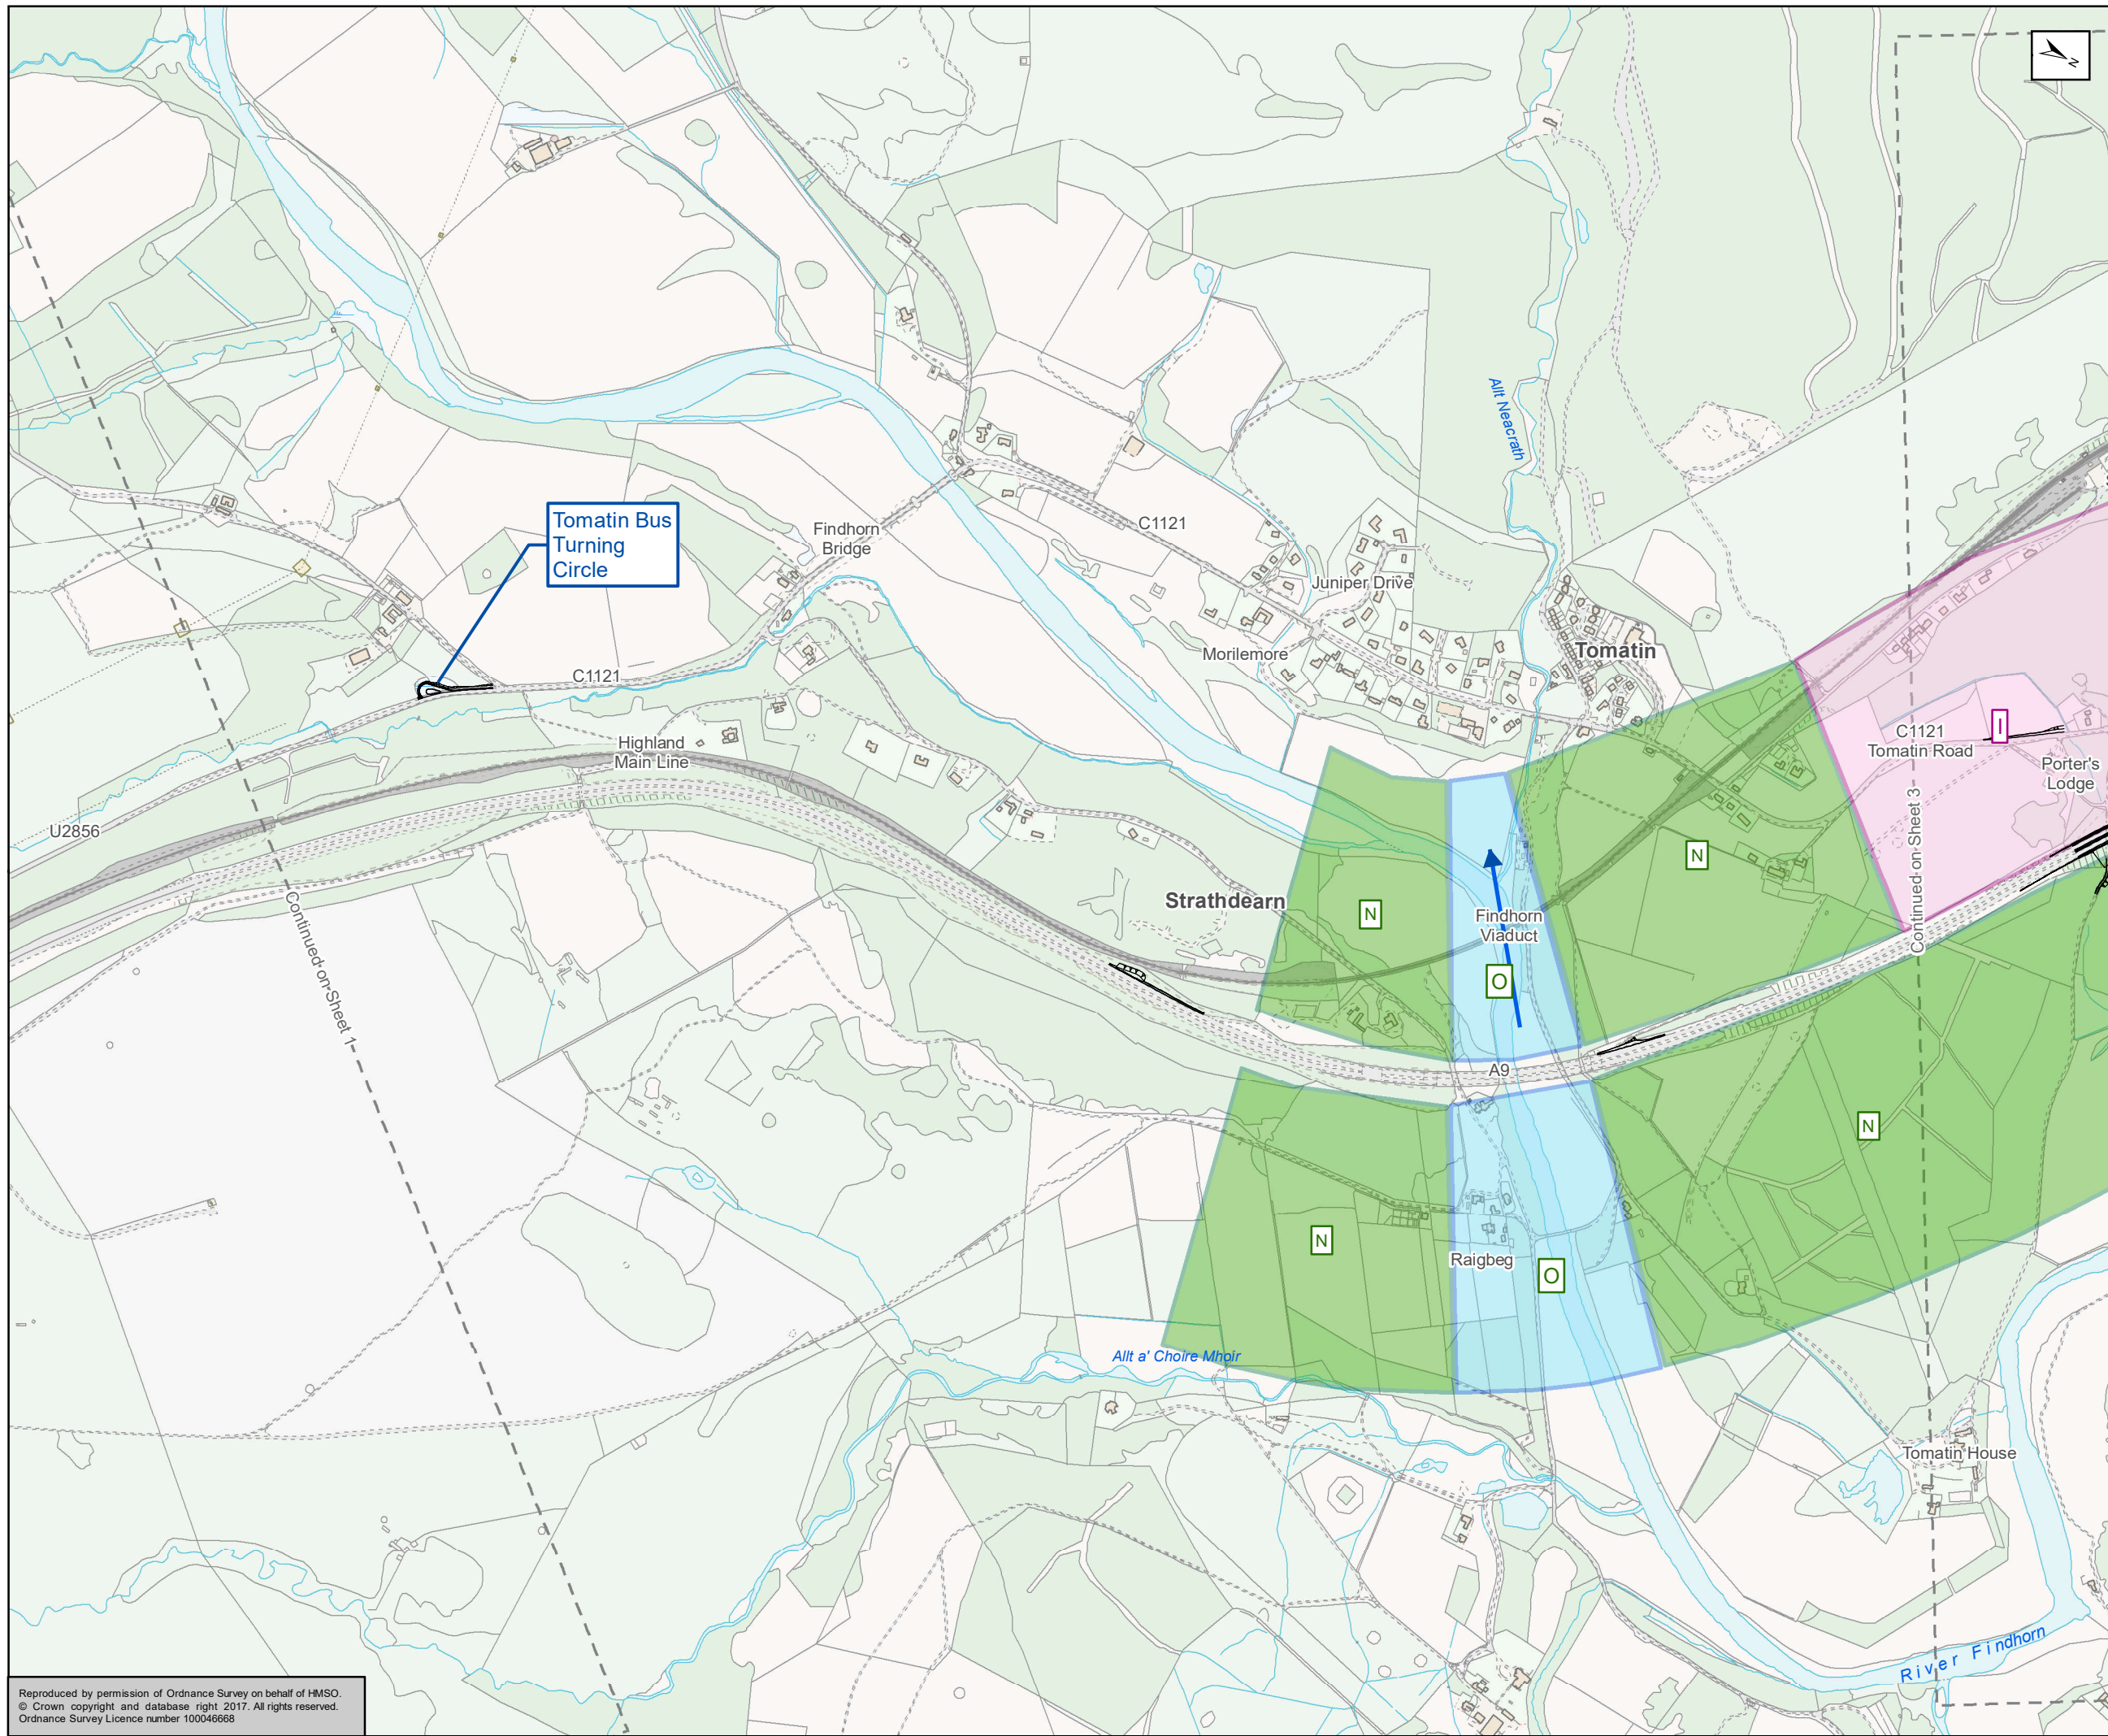 N
Allt Neacrath
Tomatin Bus
Turning
Circle
Findhorn
Bridge
C1121
Juniper Drive
Morilemore
Tomatin
C1121
Highland
Main Line
U2856
Continued on Sheet 1
I
C1121
Tomatin Road
Porter's
Lodge
Continued on Sheet 3
N
Strathdearn
N
Findhorn
Viaduct
O
A9
N
N
Raigbeg
O
Allt a' Choire Mhoir
Tomatin House
River Findhorn
Reproduced by permission of Ordnance Survey on behalf of HMSO.
© Crown copyright and database right 2017. All rights reserved.
Ordnance Survey Licence number 100046668